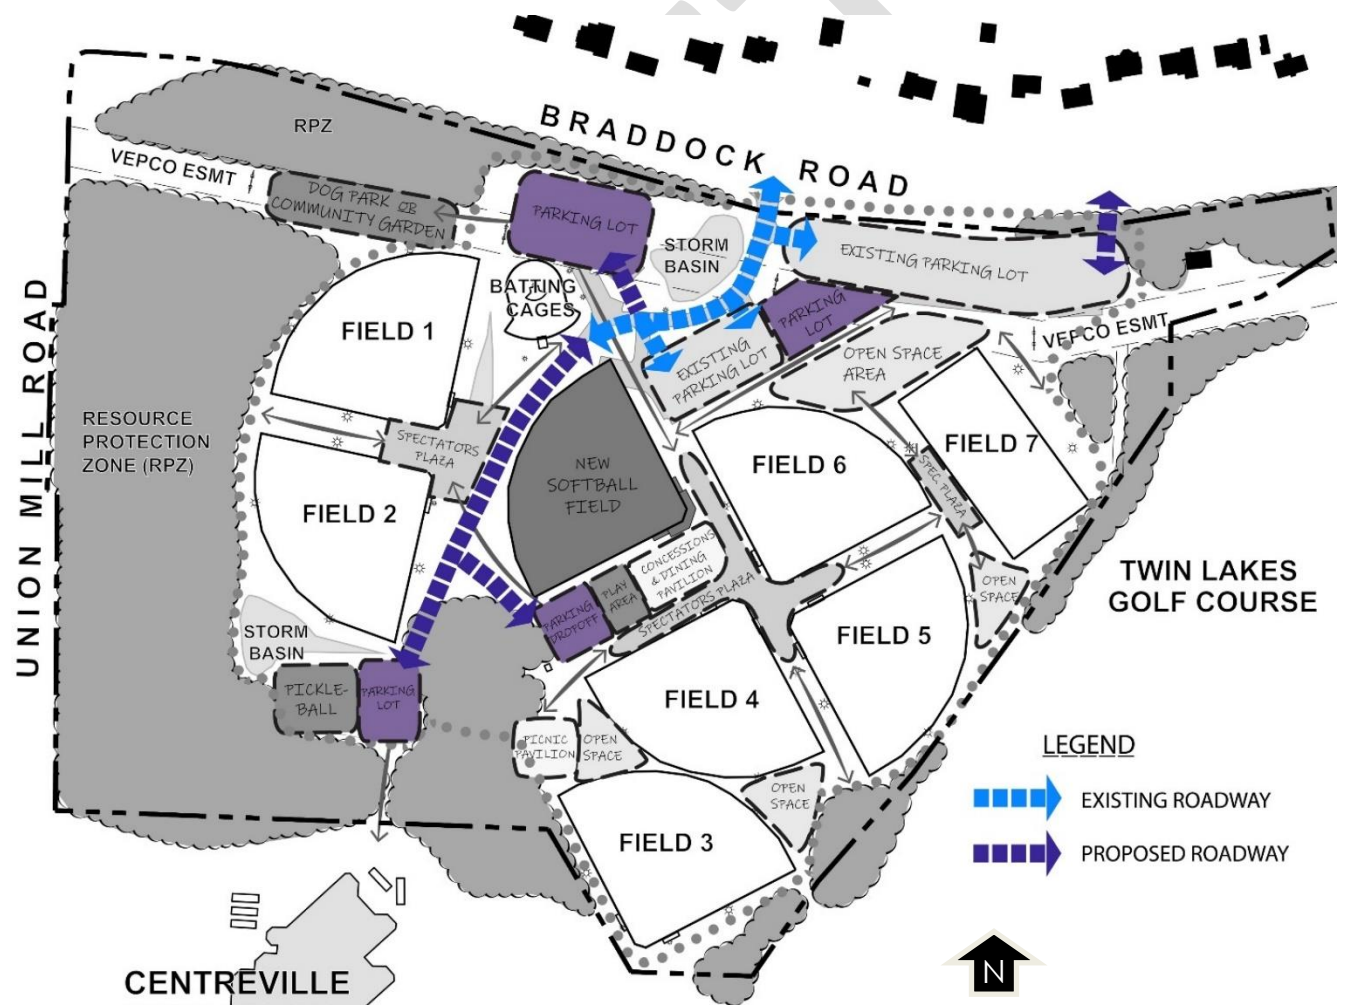 BRADDOCK ROAD
RPZ
VEPCO ESMT
DOG PARK OR
COMMUNITY GARDEN
PARKING LOT
STORM
BASIN
EXISTING PARKING LOT
BATTING
CAGES
PARKING
LOT
VEPCO ESMT
FIELD 1
EXISTING
PARKING LOT
OPEN SPACE
AREA
UNION MILL ROAD
RESOURCE
PROTECTION
ZONE (RPZ)
SPECTATORS
PLAZA
NEW
SOFTBALL
FIELD
FIELD 6
FIELD 7
SPEC. PLAZA
FIELD 2
CONCESSIONS
& DINING
PAVILION
PLAY
AREA
PARKING
DROPOFF
SPECTATORS PLAZA
OPEN
SPACE
TWIN LAKES
GOLF COURSE
STORM
BASIN
FIELD 5
PICKLE-
BALL
PARKING
LOT
FIELD 4
PICNIC
PAVILION
OPEN
SPACE
OPEN
SPACE
FIELD 3
LEGEND
EXISTING ROADWAY
PROPOSED ROADWAY
CENTREVILLE
N